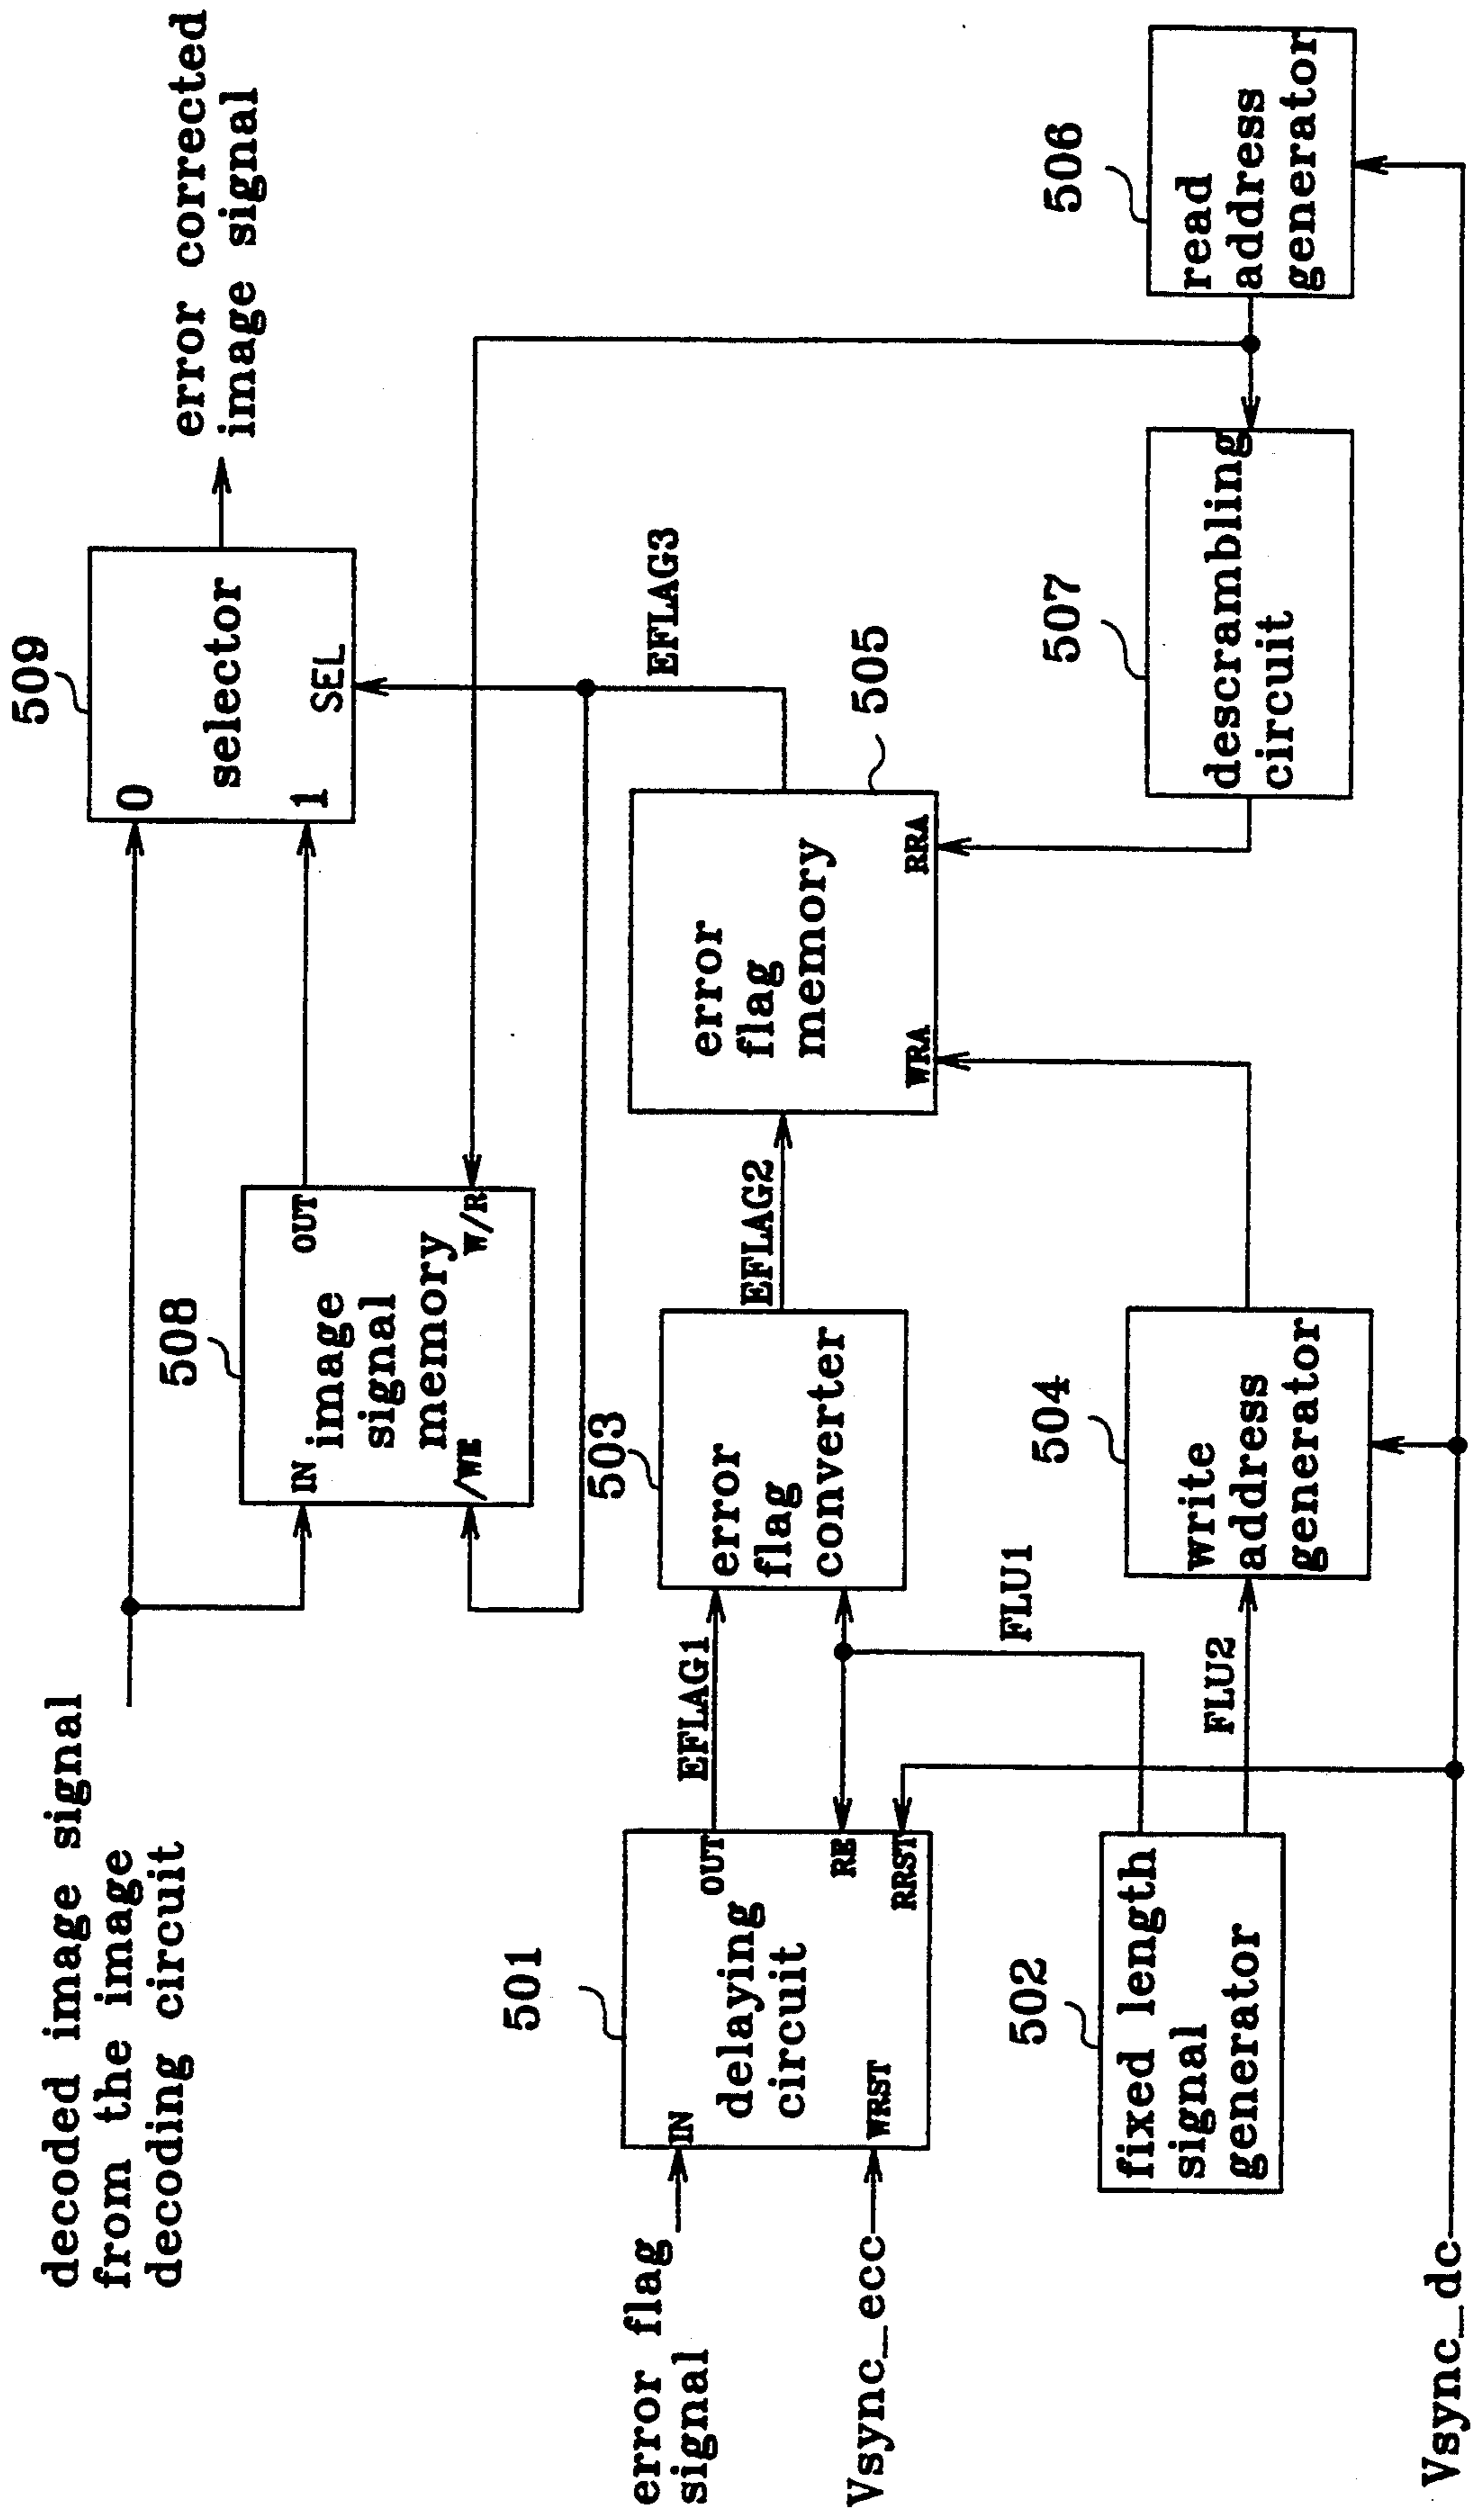 decoded image signal
from the image
decoding circuit
508
IN
OUT
image
signal
memory
/WE
W/R
509
0
selector
1
SEL
error corrected
image signal
EFLAG3
error flag
signal
Vsync_ecc
501
IN
OUT
delaying
circuit
RE
WRST
RRST
EFLAG1
503
error
flag
converter
EFLAG2
error
flag
memory
505
WRA
RRA
FLU1
502
fixed length
signal
generator
FLU2
504
write
address
generator
507
descrambling
circuit
506
read
address
generator
Vsync_dc